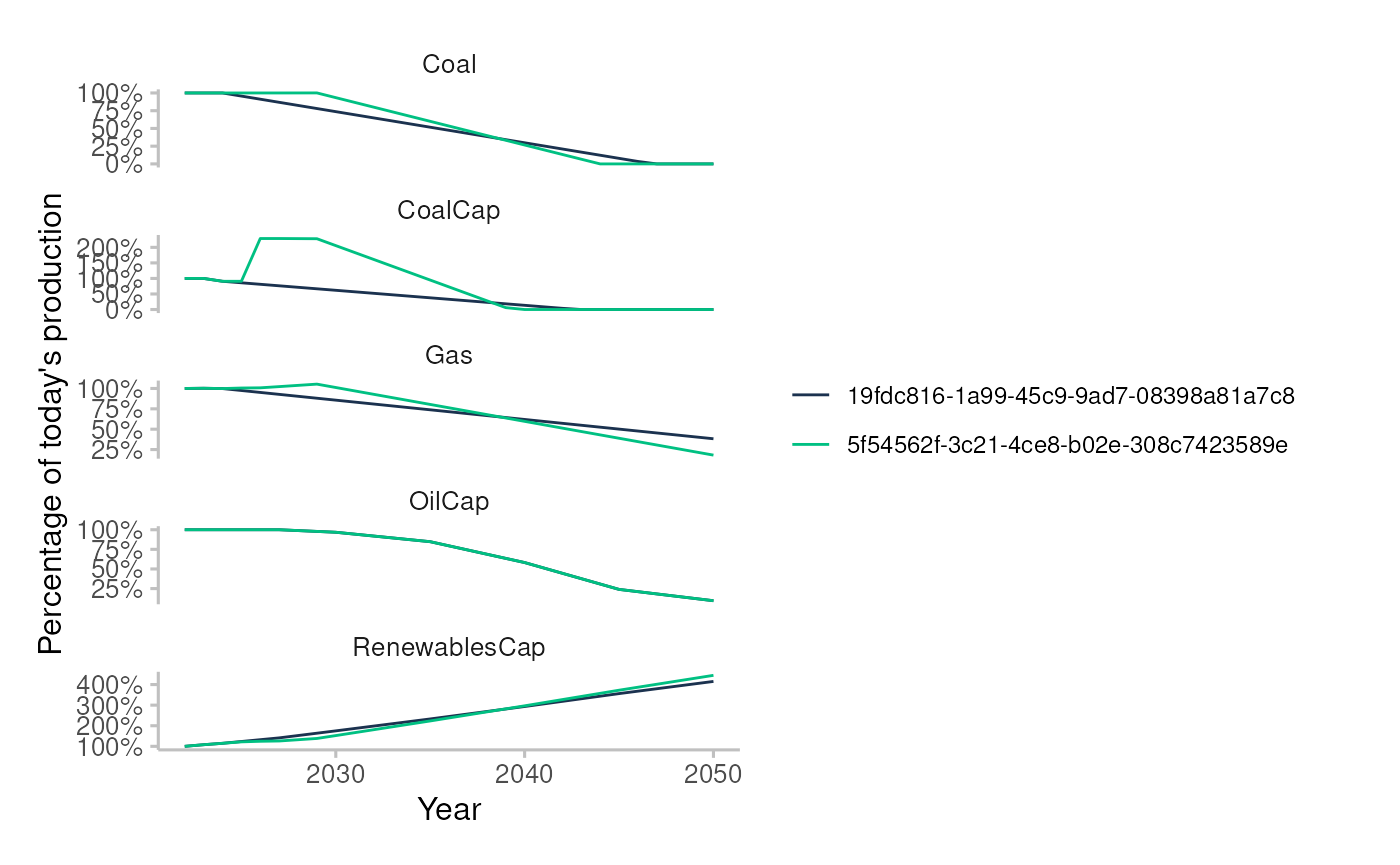 Coal
100%
75%
50%
25%
0%
CoalCap
200%
150%
100%
50%
0%
Gas
100%
75%
50%
25%
OilCap
100%
75%
50%
25%
RenewablesCap
400%
300%
200%
100%
2030 2040 2050
Year
Percentage of today's production
19fdc816-1a99-45c9-9ad7-08398a81a7c8
5f54562f-3c21-4ce8-b02e-308c7423589e